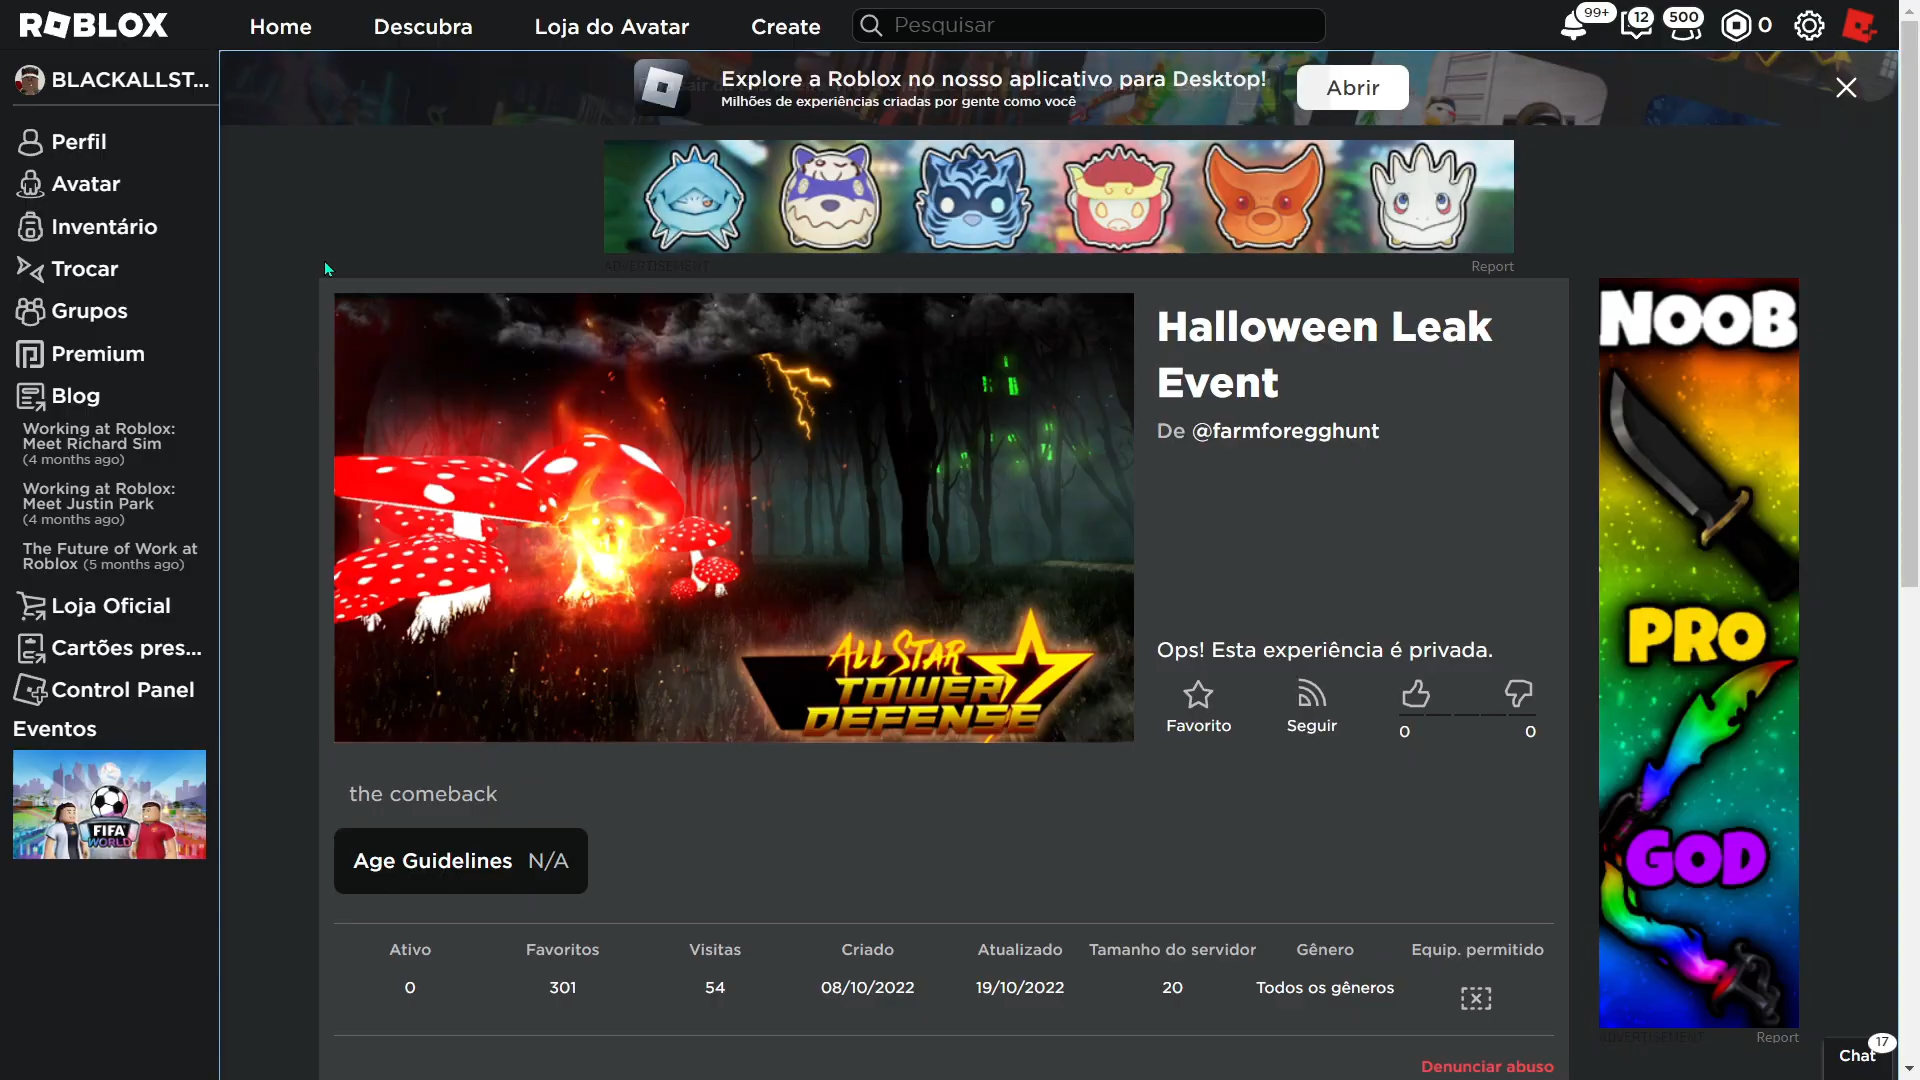 ROBLOX
Home
Descubra
Loja do Avatar
Create
Pesquisar
99+
12
500
0
BLACKALLST...
Perfil
Avatar
Inventário
Trocar
Grupos
Premium
Blog
Working at Roblox:
Meet Richard Sim
(4 months ago)
Working at Roblox:
Meet Justin Park
(4 months ago)
The Future of Work at
Roblox (5 months ago)
Loja Oficial
Cartões pres...
Control Panel
Eventos
FIFA
WORLD
Explore a Roblox no nosso aplicativo para Desktop!
Milhões de experiências criadas por gente como você
Abrir
ADVERTISEMENT
Report
ALL STAR
TOWER
DEFENSE
Halloween Leak
Event
De @farmforegghunt
Ops! Esta experiência é privada.
Favorito
Seguir
0
0
the comeback
Age Guidelines N/A
Ativo
Favoritos
Visitas
Criado
Atualizado
Tamanho do servidor
Gênero
Equip. permitido
0
301
54
08/10/2022
19/10/2022
20
Todos os gêneros
Denunciar abuso
NOOB
PRO
GOD
ADVERTISEMENT
Report
Chat
17